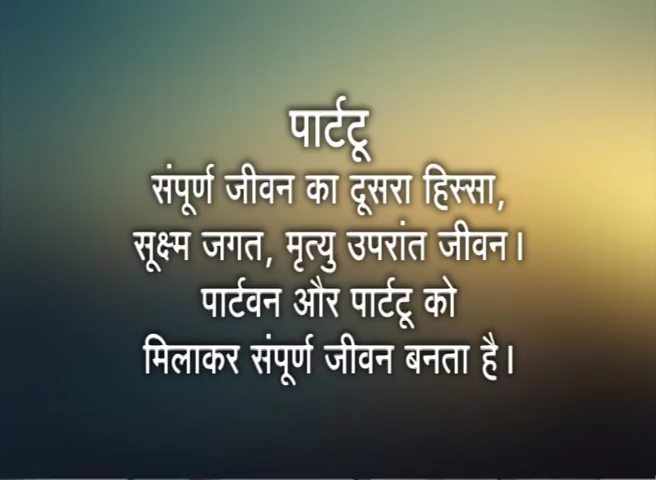 पार्टटू
संपूर्ण जीवन का दूसरा हिस्सा,
सूक्ष्म जगत, मृत्यु उपरांत जीवन।
पार्टवन और पार्टटू को
मिलाकर संपूर्ण जीवन बनता है।